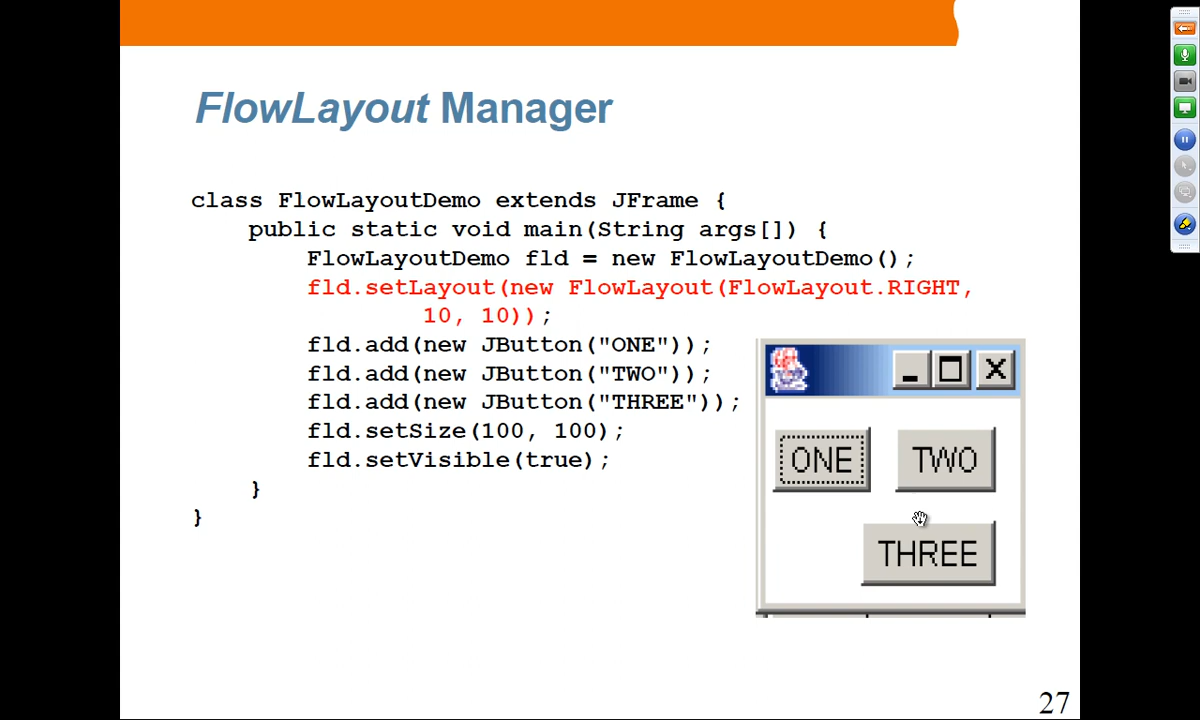 FlowLayout Manager
class FlowLayoutDemo extends JFrame {
public static void main(String args[]) {
FlowLayoutDemo fld = new FlowLayoutDemo();
fld.setLayout(new FlowLayout(FlowLayout.RIGHT,
10, 10));
fld.add(new JButton("ONE"));
fld.add(new JButton("TWO"));
fld.add(new JButton("THREE"));
fld.setSize(100, 100);
fld.setVisible(true);
}
}
ONE TWO
THREE
27